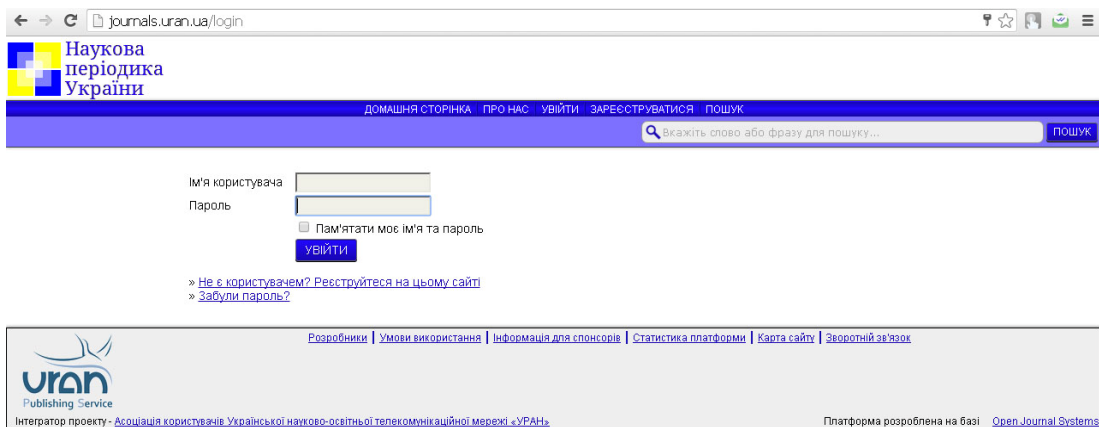 journals.uran.ua/login
Наукова
періодика
України
ДОМАШНЯ СТОРІНКА ПРО НАС УВІЙТИ ЗАРЕЄСТРУВАТИСЯ ПОШУК
Вкажіть слово або фразу для пошуку... ПОШУК
Ім'я користувача
Пароль
Пам'ятати моє ім'я та пароль
УВІЙТИ
» Не є користувачем? Реєструйтеся на цьому сайті
» Забули пароль?
Розробники | Умови використання | Інформація для спонсорів | Статистика платформи | Карта сайту | Зворотній зв'язок
uran
Publishing Service
Інтегратор проекту - Асоціація користувачів Української науково-освітньої телекомунікаційної мережі «УРАН» Платформа розроблена на базі Open Journal Systems